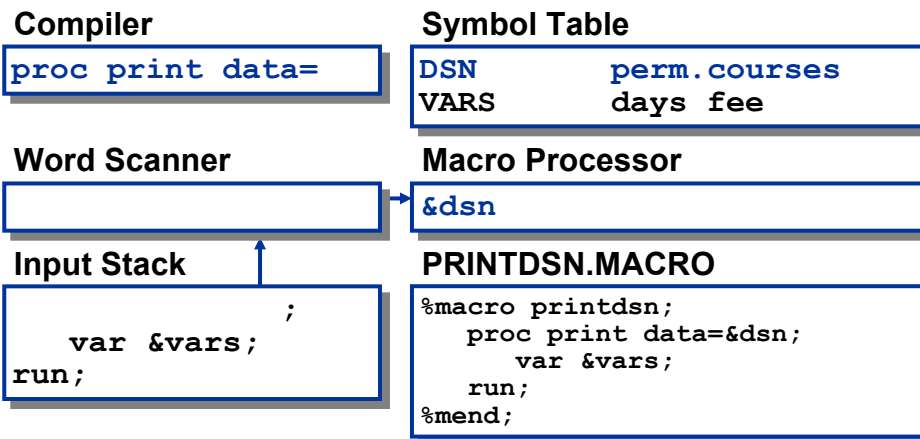 Compiler
proc print data=
Symbol Table
DSN perm.courses
VARS days fee
Word Scanner
Macro Processor
&dsn
Input Stack
;
var &vars;
run;
PRINTDSN.MACRO
%macro printdsn;
proc print data=&dsn;
var &vars;
run;
%mend;